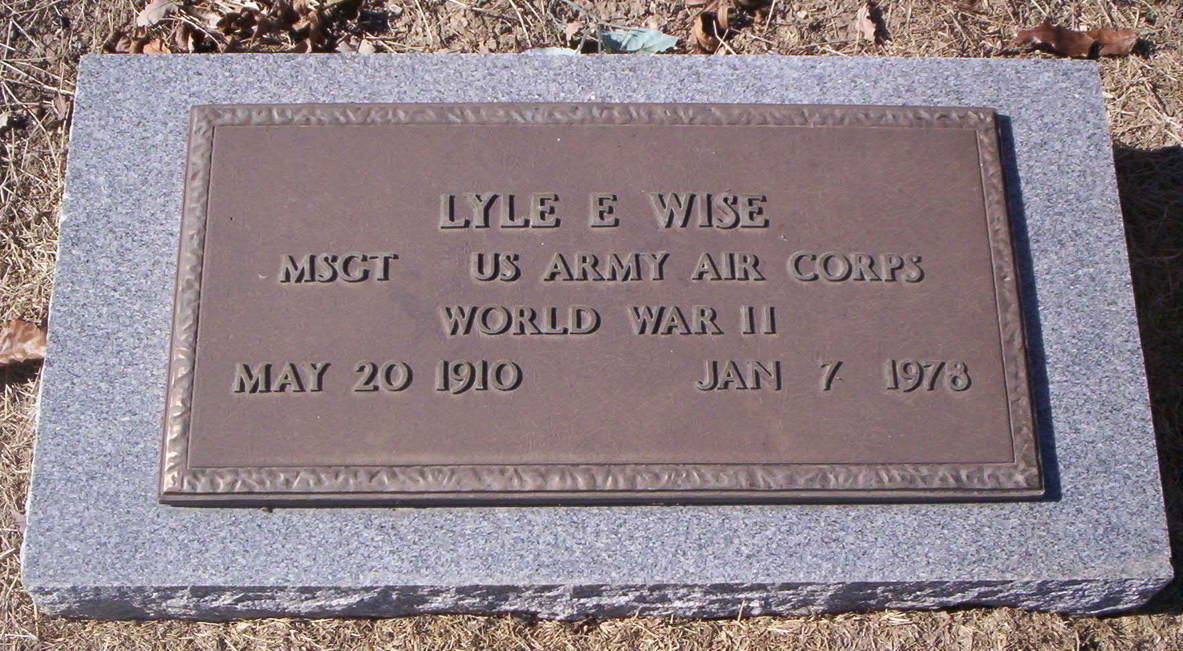 LYLE E WISE
MSGT US ARMY AIR CORPS
WORLD WAR II
MAY 20 1910 JAN 7 1978